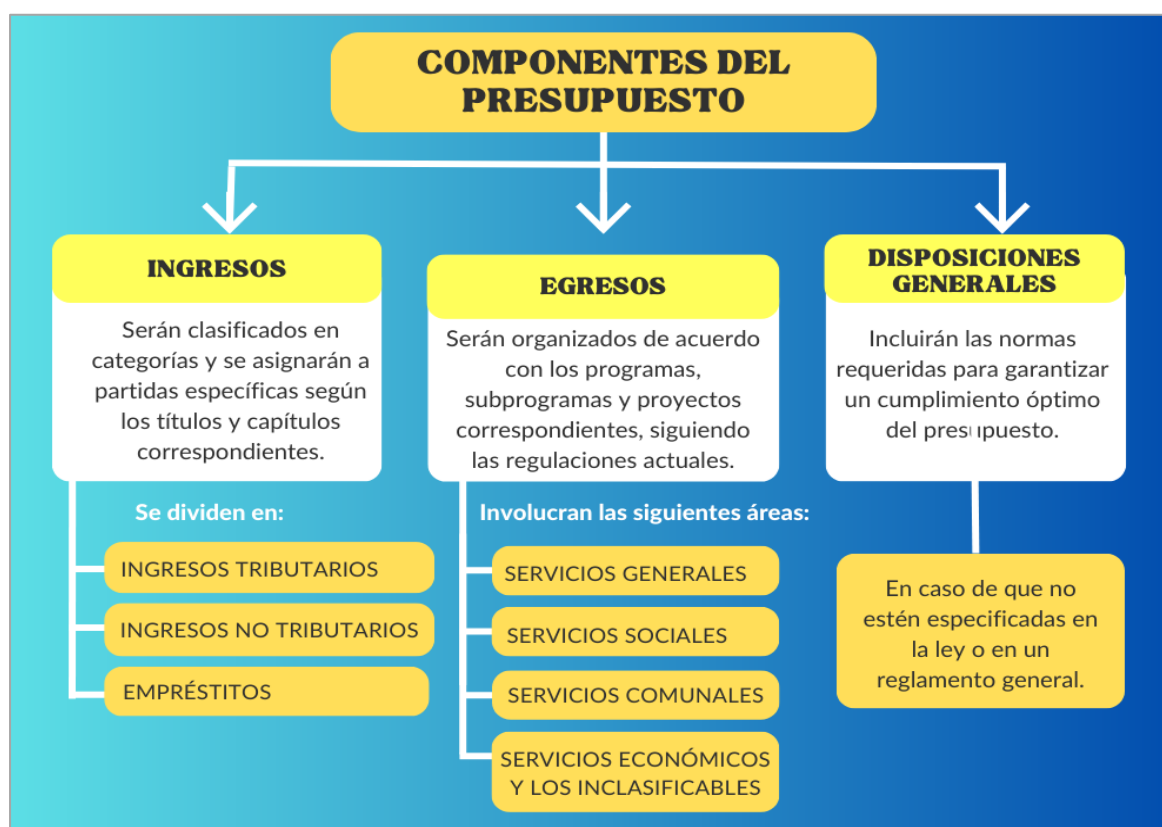 COMPONENTES DEL
PRESUPUESTO
INGRESOS
Serán clasificados en
categorías y se asignarán a
partidas específicas según
los títulos y capítulos
correspondientes.
Se dividen en:
INGRESOS TRIBUTARIOS
INGRESOS NO TRIBUTARIOS
EMPRÉSTITOS
EGRESOS
Serán organizados de acuerdo
con los programas,
subprogramas y proyectos
correspondientes, siguiendo
las regulaciones actuales.
Involucran las siguientes áreas:
SERVICIOS GENERALES
SERVICIOS SOCIALES
SERVICIOS COMUNALES
SERVICIOS ECONÓMICOS
Y LOS INCLASIFICABLES
DISPOSICIONES
GENERALES
Incluirán las normas
requeridas para garantizar
un cumplimiento óptimo
del presupuesto.
En caso de que no
estén especificadas en
la ley o en un
reglamento general.